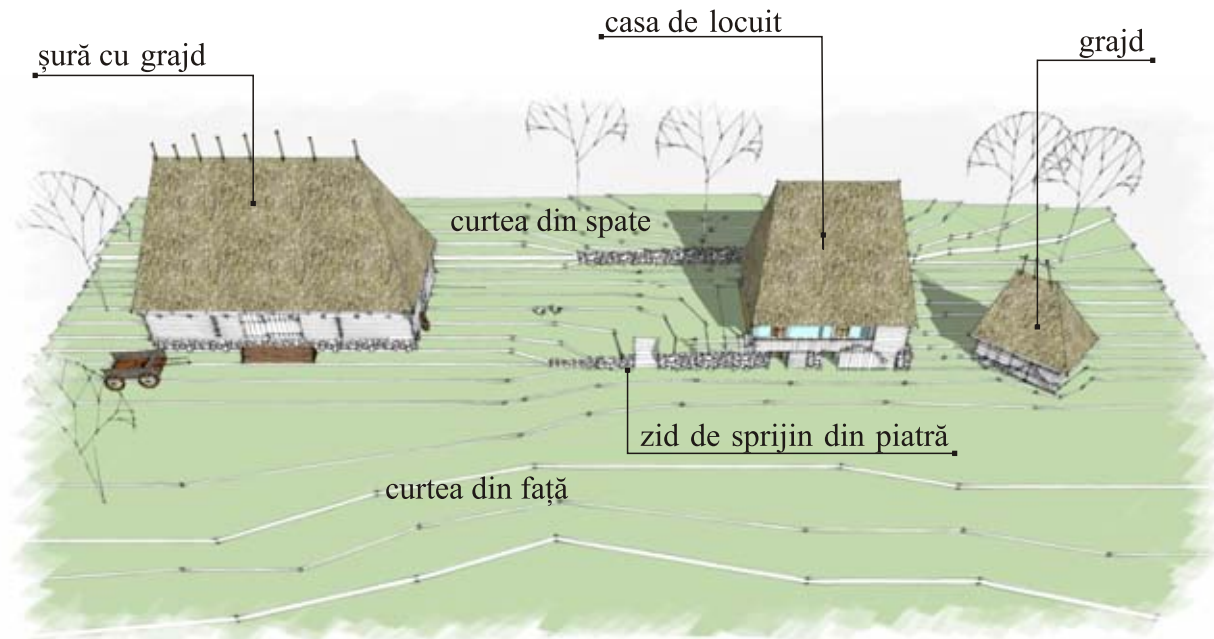 casa de locuit
grajd
șură cu grajd
curtea din spate
zid de sprijin din piatră
curtea din față